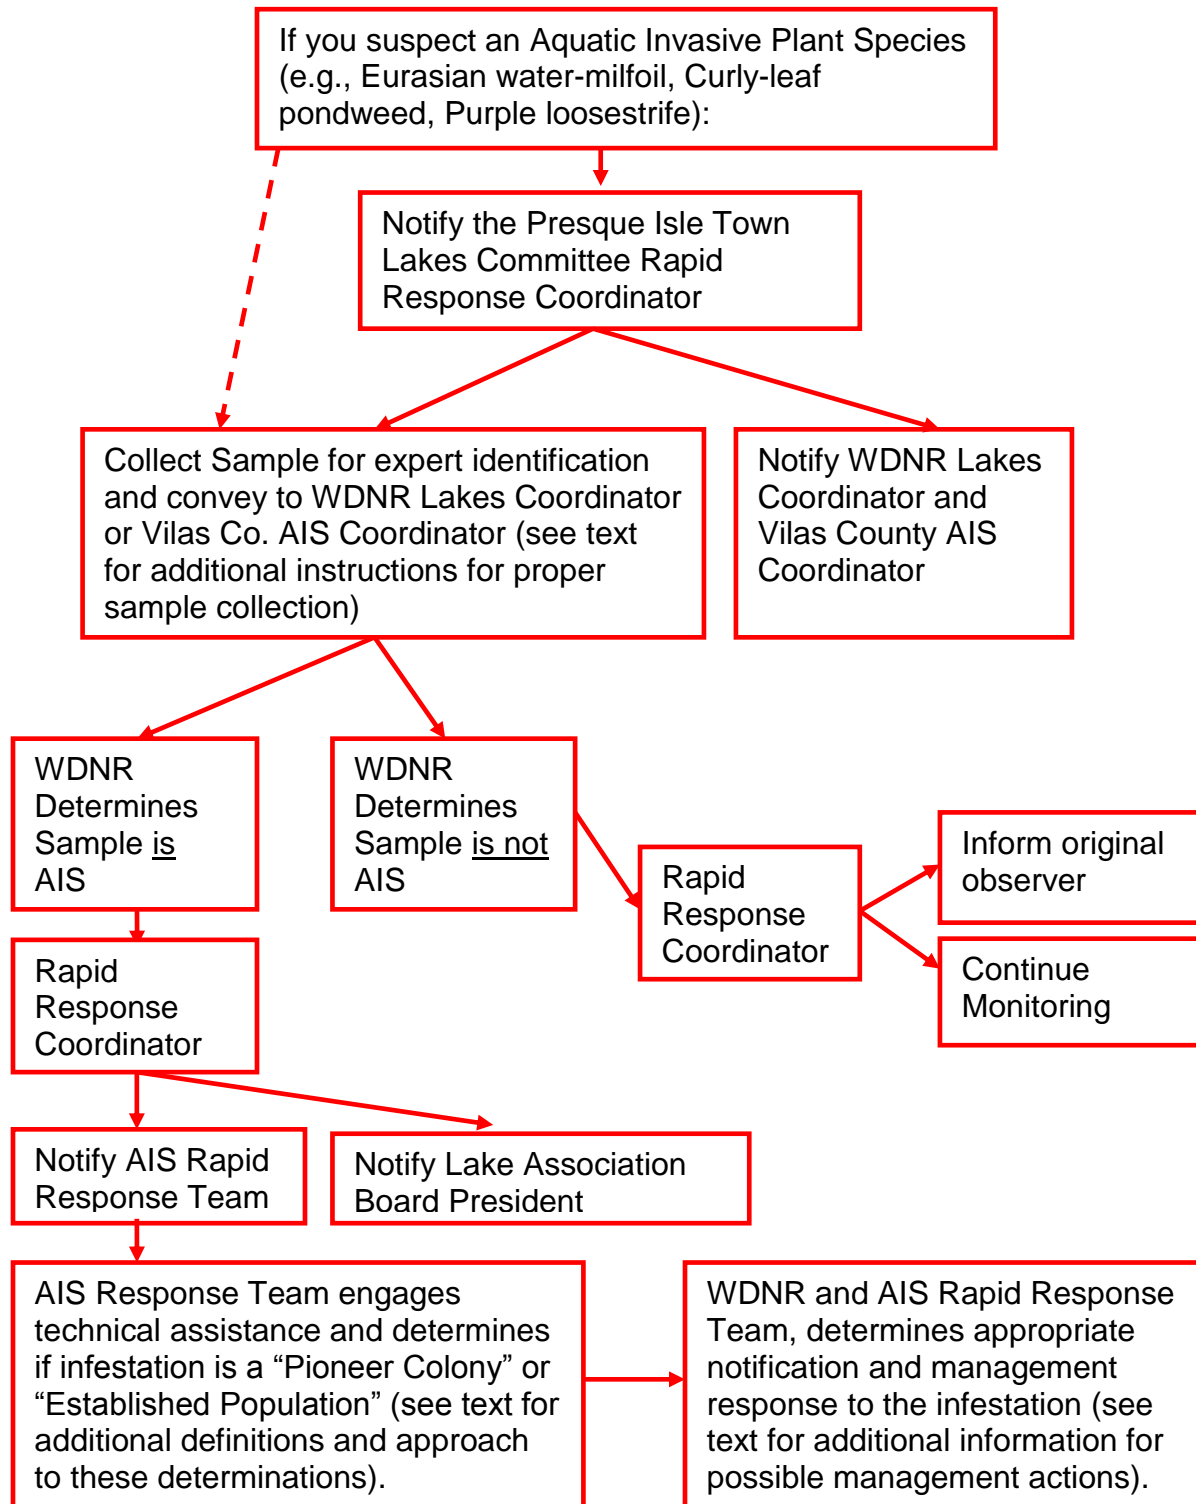 If you suspect an Aquatic Invasive Plant Species
(e.g., Eurasian water-milfoil, Curly-leaf
pondweed, Purple loosestrife):
Notify the Presque Isle Town
Lakes Committee Rapid
Response Coordinator
Collect Sample for expert identification
and convey to WDNR Lakes Coordinator
or Vilas Co. AIS Coordinator (see text
for additional instructions for proper
sample collection)
Notify WDNR Lakes
Coordinator and
Vilas County AIS
Coordinator
WDNR
Determines
Sample is
AIS
WDNR
Determines
Sample is not
AIS
Rapid
Response
Coordinator
Inform original
observer
Continue
Monitoring
Rapid
Response
Coordinator
Notify AIS Rapid
Response Team
Notify Lake Association
Board President
AIS Response Team engages
technical assistance and determines
if infestation is a “Pioneer Colony” or
“Established Population” (see text for
additional definitions and approach
to these determinations).
WDNR and AIS Rapid Response
Team, determines appropriate
notification and management
response to the infestation (see
text for additional information for
possible management actions).